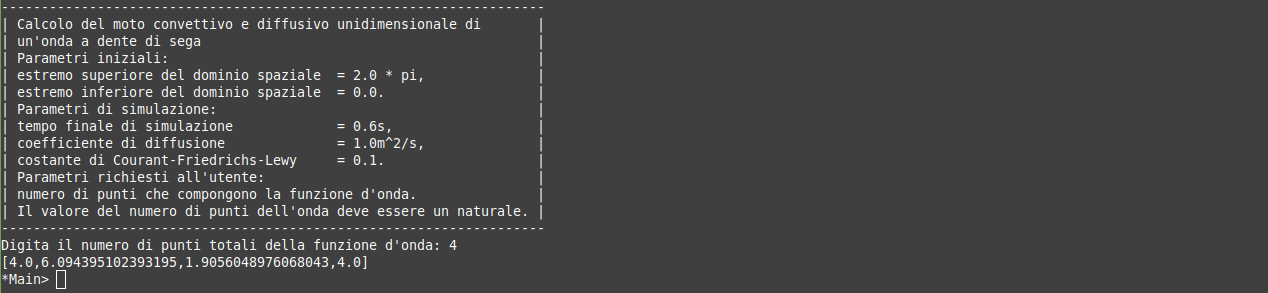 --------------------------------------------------------------------
| Calcolo del moto convettivo e diffusivo unidimensionale di       |
| un'onda a dente di sega                                          |
| Parametri iniziali:                                              |
| estremo superiore del dominio spaziale  = 2.0 * pi,              |
| estremo inferiore del dominio spaziale  = 0.0.                   |
| Parametri di simulazione:                                        |
| tempo finale di simulazione             = 0.6s,                  |
| coefficiente di diffusione              = 1.0m^2/s,              |
| costante di Courant-Friedrichs-Lewy     = 0.1.                   |
| Parametri richiesti all'utente:                                  |
| numero di punti che compongono la funzione d'onda.               |
| Il valore del numero di punti dell'onda deve essere un naturale. |
--------------------------------------------------------------------
Digita il numero di punti totali della funzione d'onda: 4
[4.0,6.094395102393195,1.9056048976068043,4.0]
*Main>